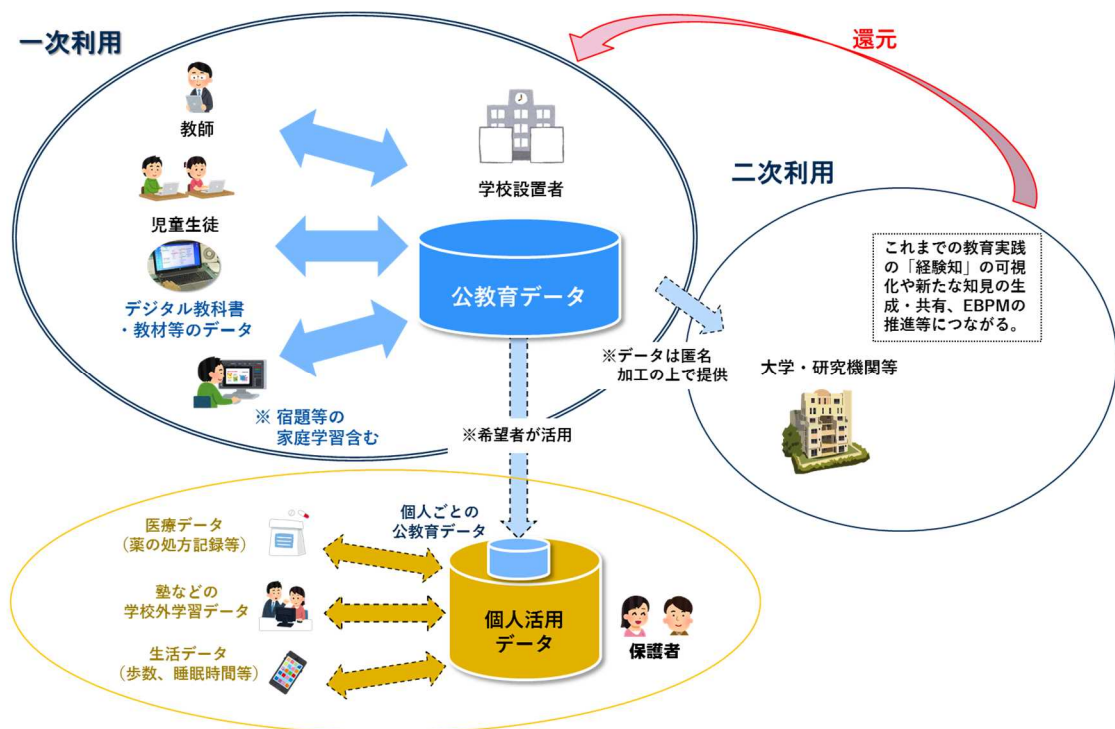 一次利用
還元
教師
学校設置者
二次利用
児童生徒
これまでの教育実践
の「経験知」の可視
化や新たな知見の生
成・共有、EBPMの
推進等につながる。
公教育データ
デジタル教科書
・教材等のデータ
※データは匿名
加工の上で提供
大学・研究機関等
※ 宿題等の
家庭学習含む
※希望者が活用
個人ごとの
公教育データ
医療データ
（薬の処方記録等）
塾などの
学校外学習データ
個人活用
データ
保護者
生活データ
（歩数、睡眠時間等）